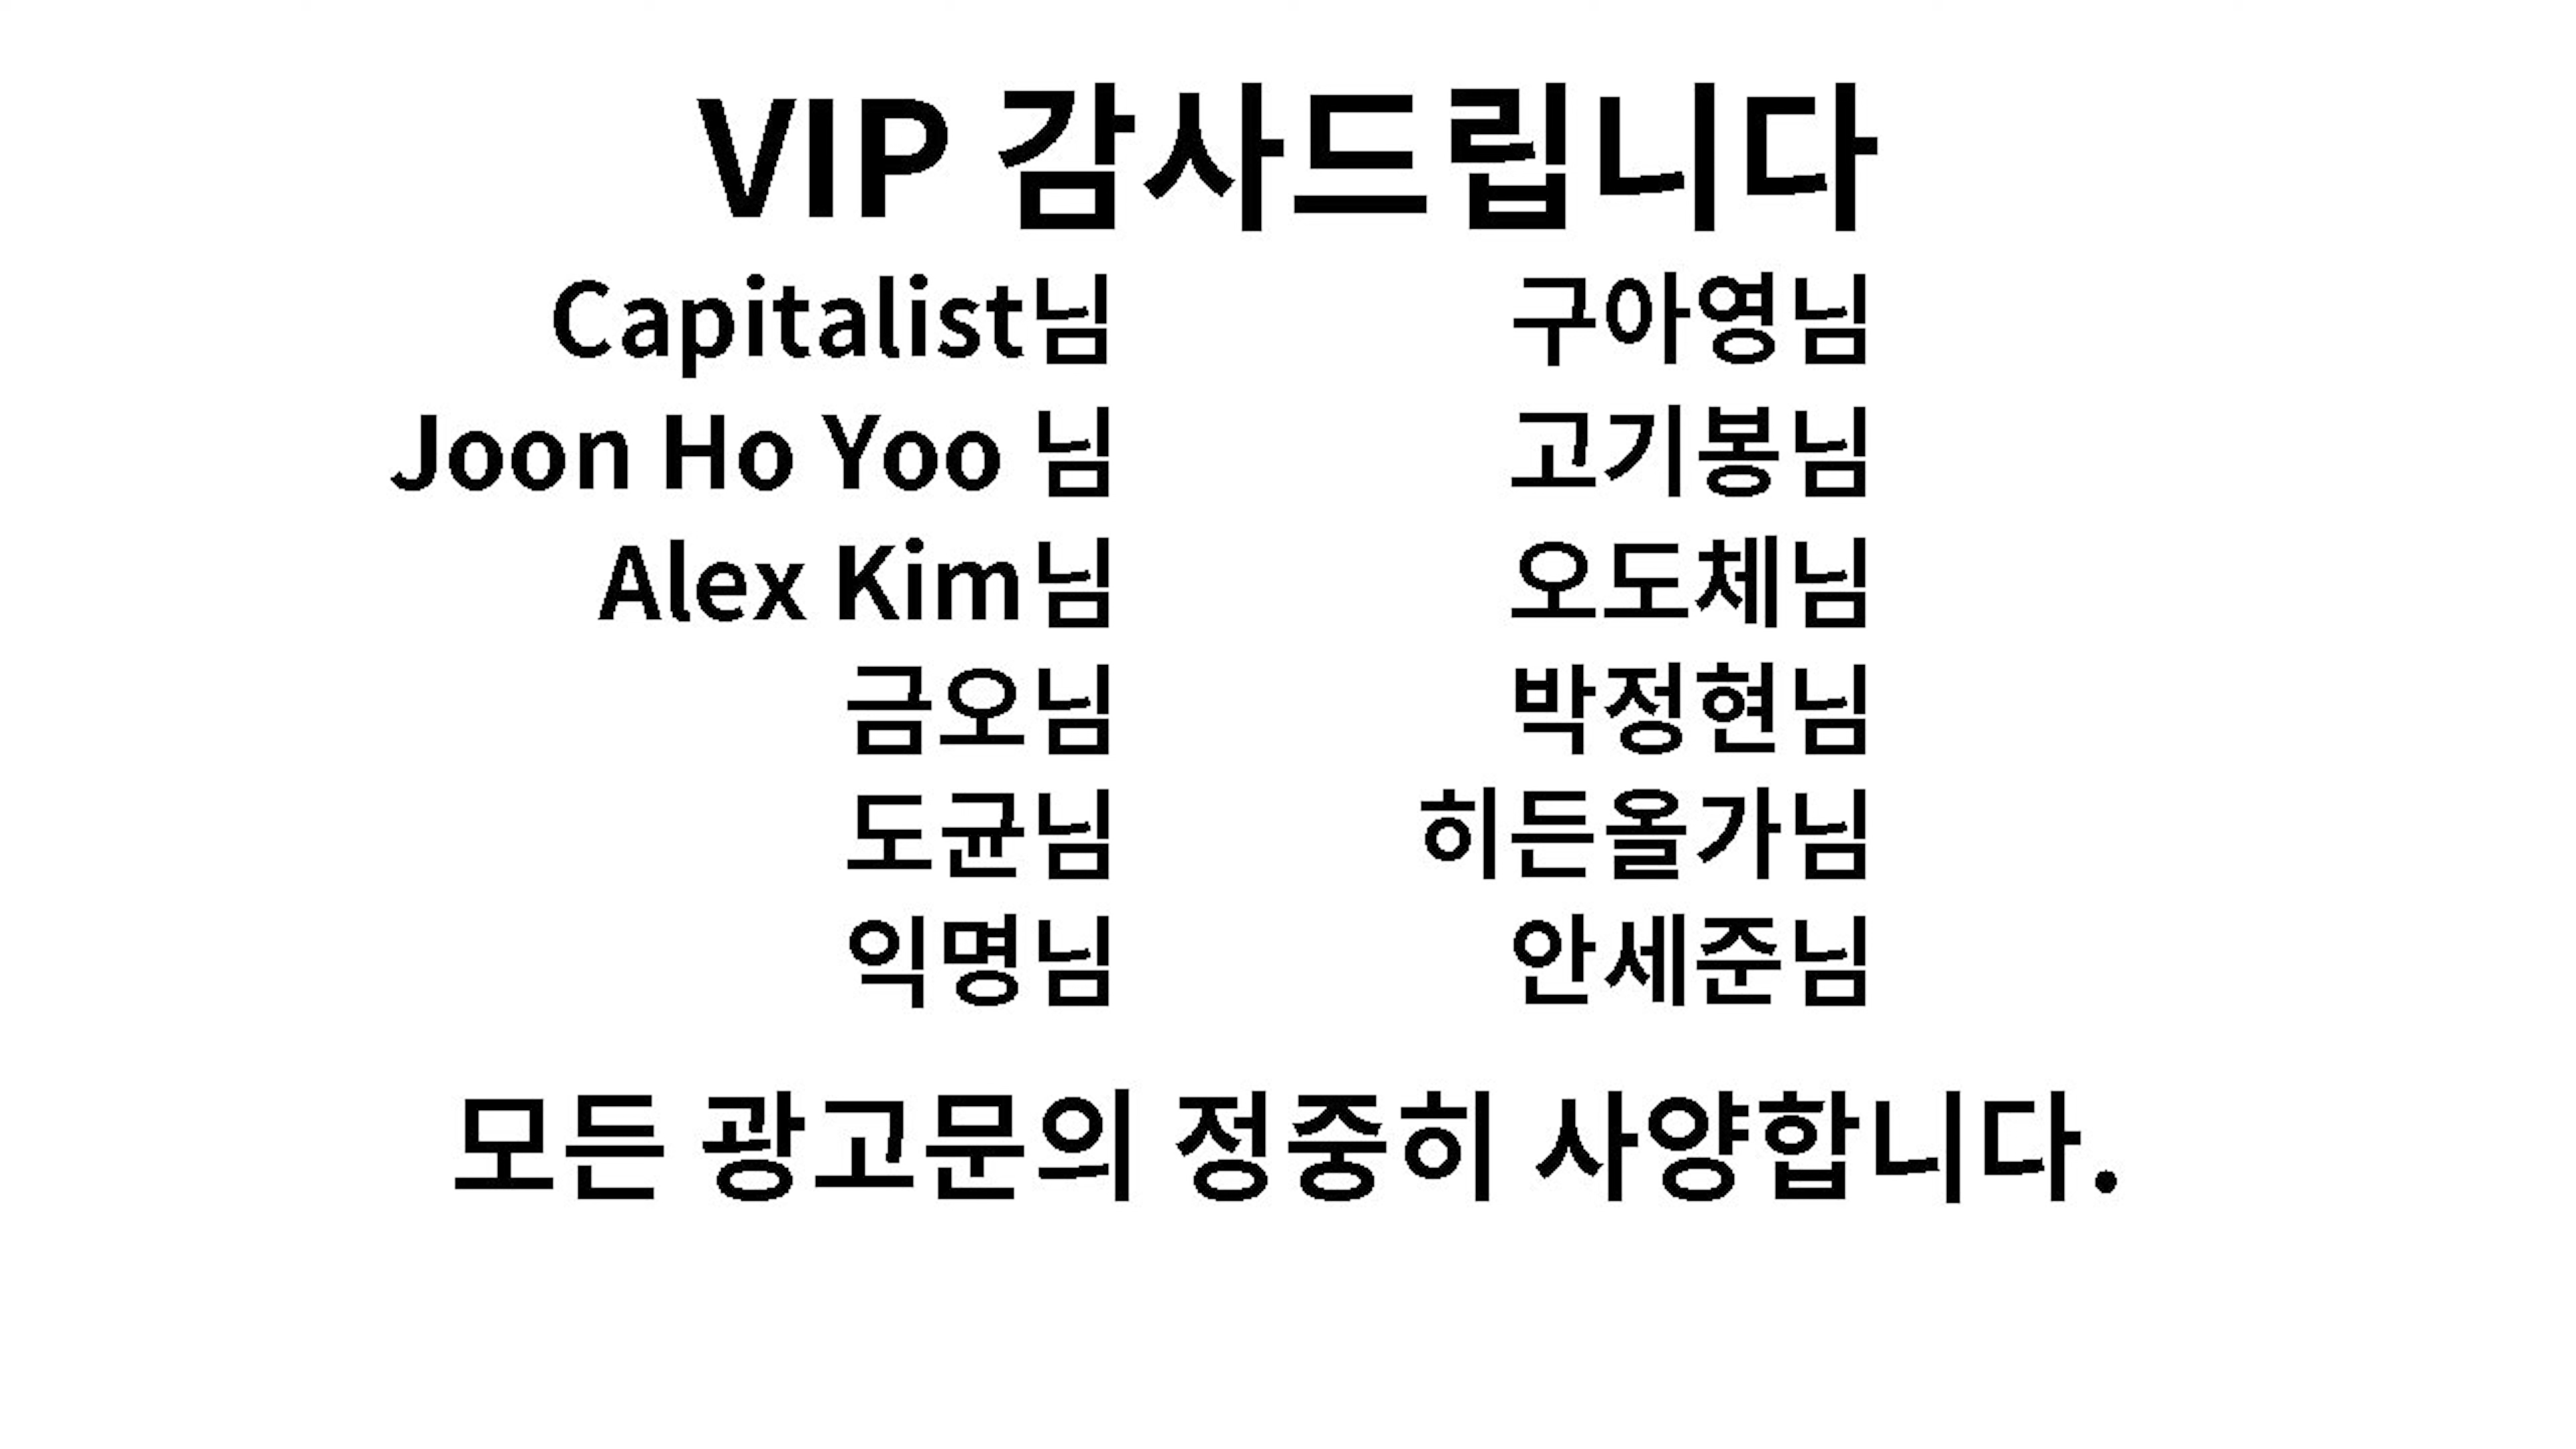 VIP 감사드립니다
Capitalist님 구아영님
Joon Ho Yoo 님 고기봉님
Alex Kim님 오도체님
금오님 박정현님
도균님 히든올가님
익명님 안세준님
모든 광고문의 정중히 사양합니다.